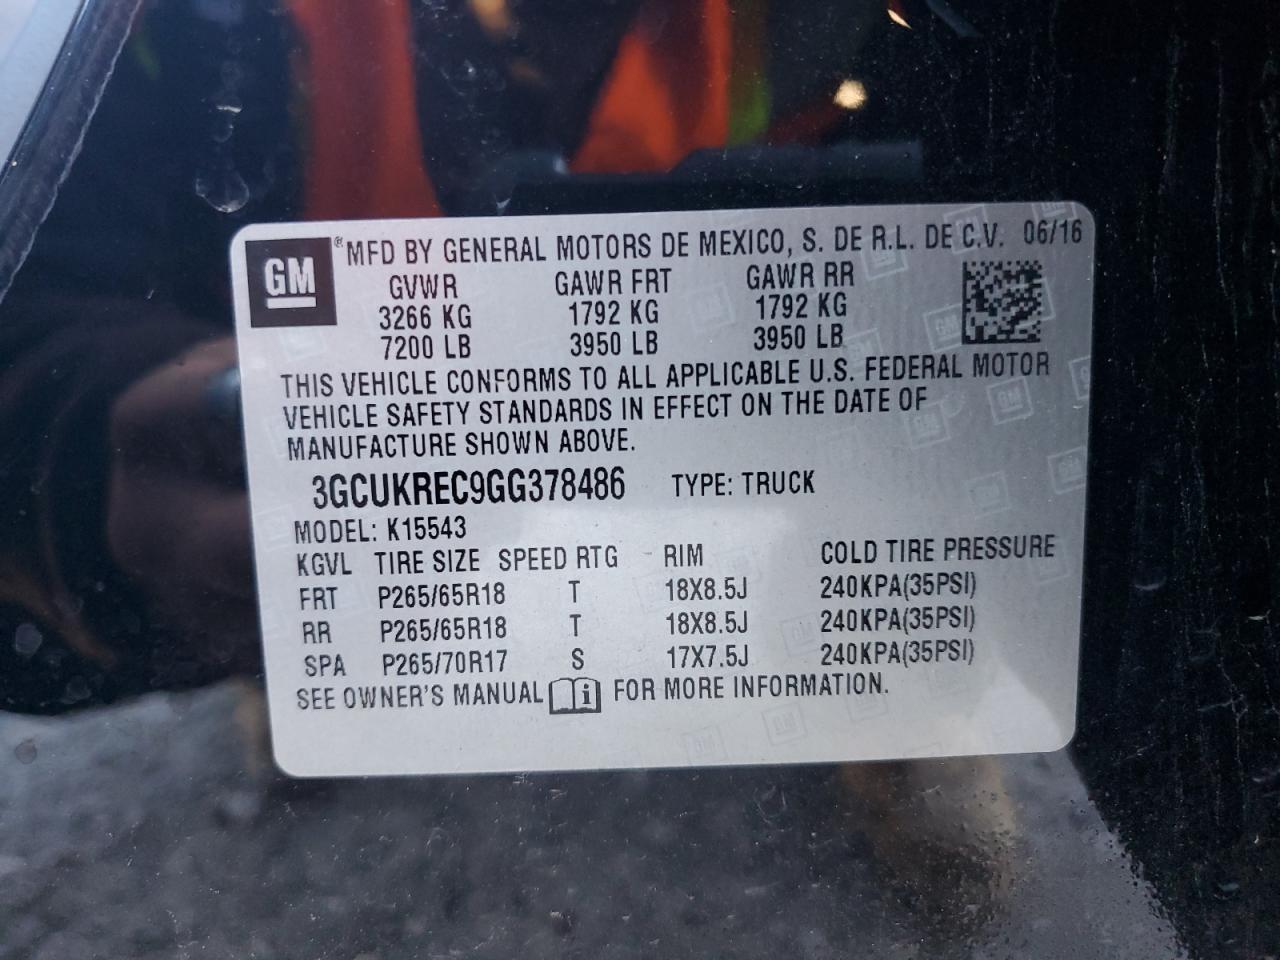 GM ® MFD BY GENERAL MOTORS DE MEXICO, S. DE R.L. DE C.V. 06/16
GVWR GAWR FRT GAWR RR
3266 KG 1792 KG 1792 KG
7200 LB 3950 LB 3950 LB
THIS VEHICLE CONFORMS TO ALL APPLICABLE U.S. FEDERAL MOTOR
VEHICLE SAFETY STANDARDS IN EFFECT ON THE DATE OF
MANUFACTURE SHOWN ABOVE.
3GCUKREC9GG378486 TYPE: TRUCK
MODEL: K15543
KGVL TIRE SIZE SPEED RTG RIM COLD TIRE PRESSURE
FRT P265/65R18 T 18X8.5J 240KPA(35PSI)
RR P265/65R18 T 18X8.5J 240KPA(35PSI)
SPA P265/70R17 S 17X7.5J 240KPA(35PSI)
SEE OWNER'S MANUAL i FOR MORE INFORMATION.